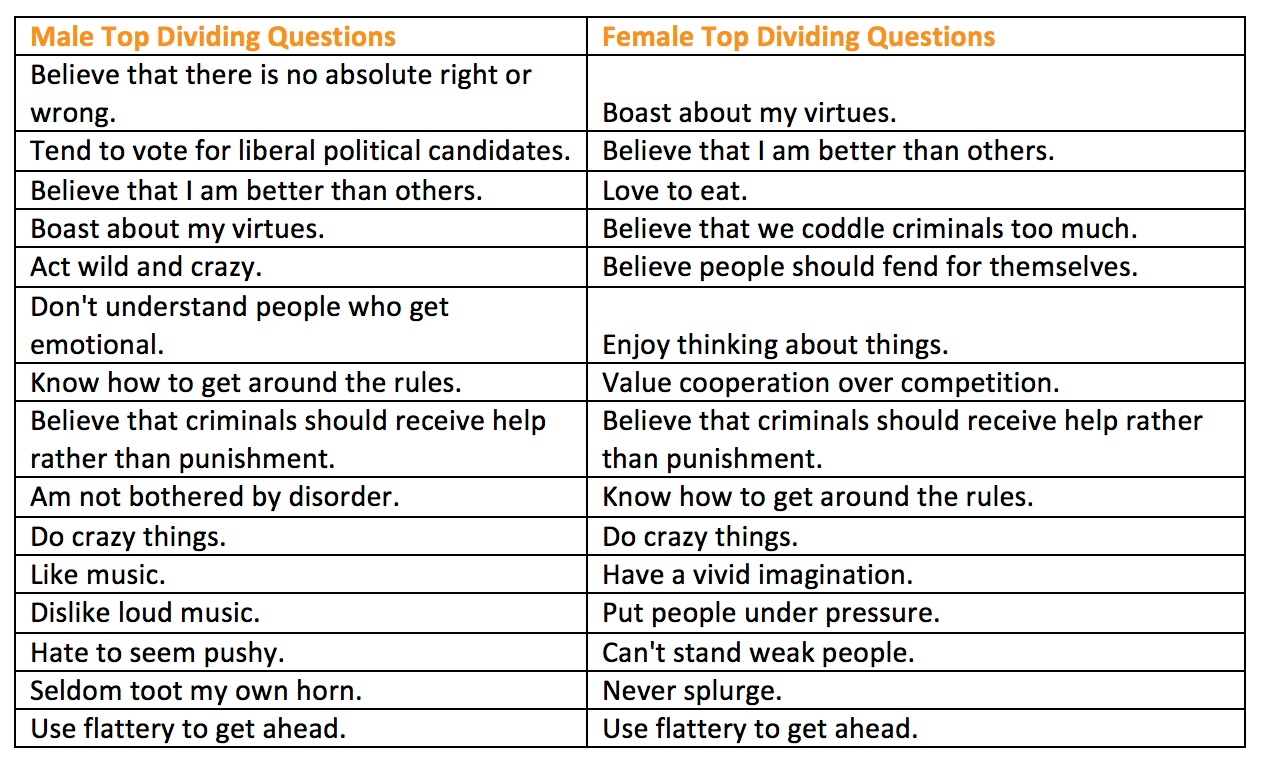 Male Top Dividing Questions
Female Top Dividing Questions
Believe that there is no absolute right or
wrong.
Boast about my virtues.
Tend to vote for liberal political candidates.
Believe that I am better than others.
Believe that I am better than others.
Love to eat.
Boast about my virtues.
Believe that we coddle criminals too much.
Act wild and crazy.
Believe people should fend for themselves.
Don't understand people who get
emotional.
Enjoy thinking about things.
Know how to get around the rules.
Value cooperation over competition.
Believe that criminals should receive help
rather than punishment.
Believe that criminals should receive help rather
than punishment.
Am not bothered by disorder.
Know how to get around the rules.
Do crazy things.
Do crazy things.
Like music.
Have a vivid imagination.
Dislike loud music.
Put people under pressure.
Hate to seem pushy.
Can't stand weak people.
Seldom toot my own horn.
Never splurge.
Use flattery to get ahead.
Use flattery to get ahead.